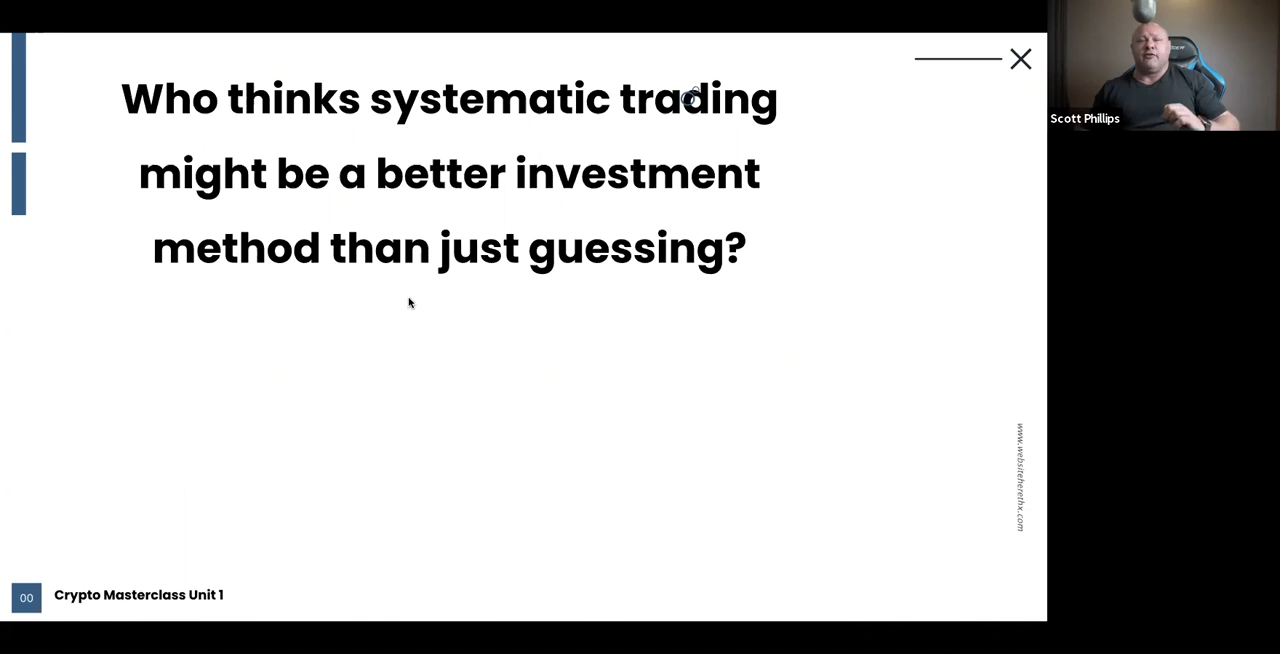 Who thinks systematic trading
might be a better investment
method than just guessing?
Scott Phillips
www.websiteherethx.com
00
Crypto Masterclass Unit 1